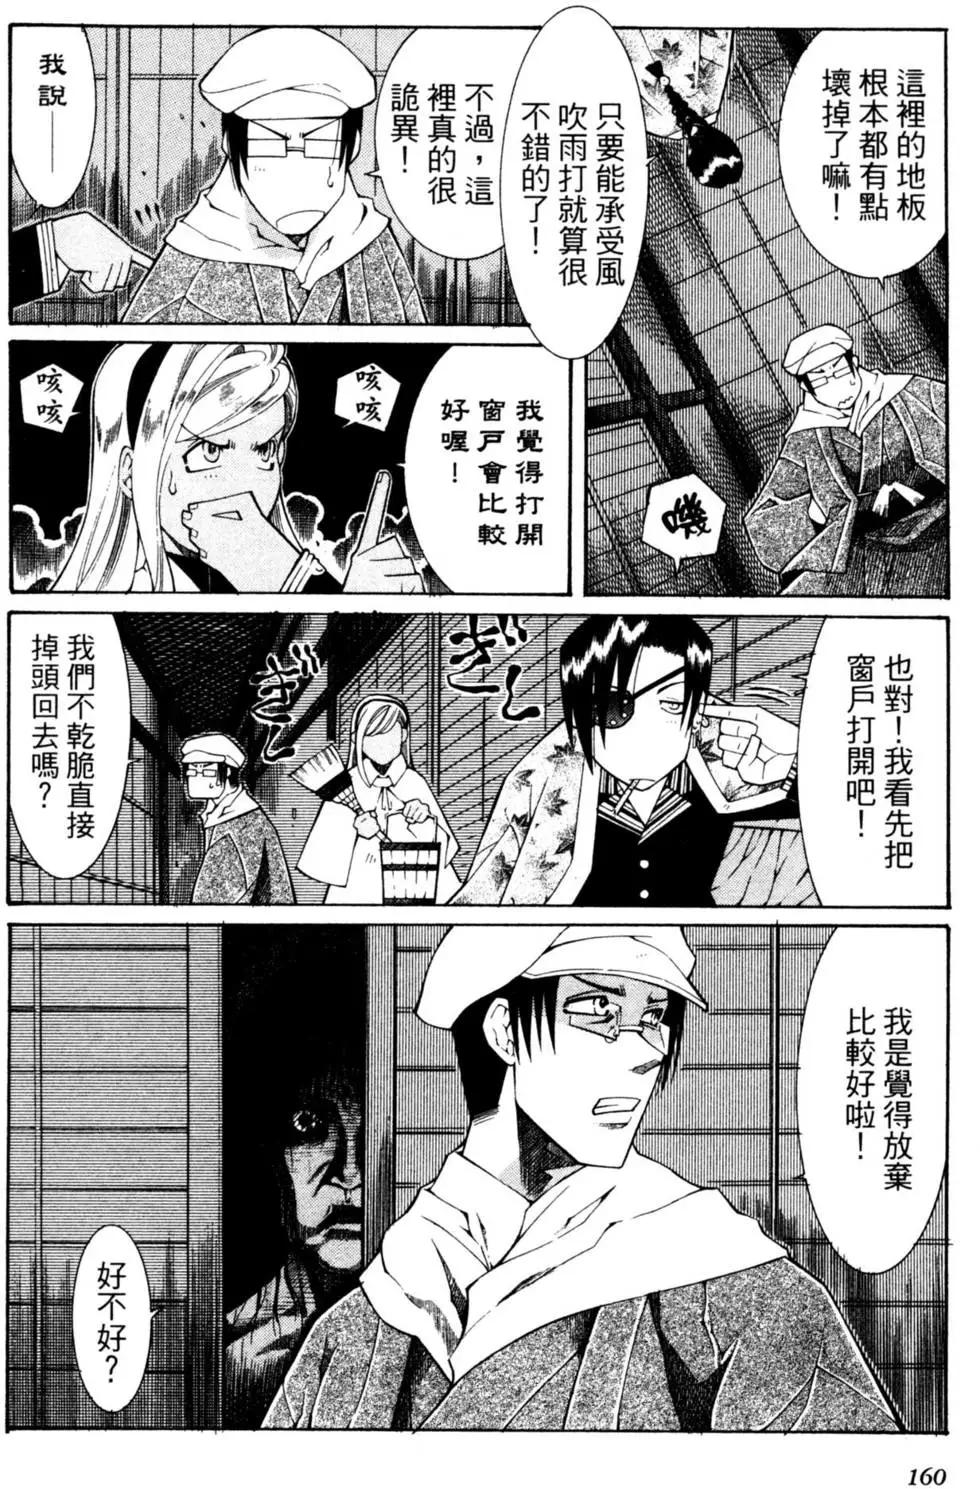 這裡的地板
根本都有點
壞掉了嘛！
只要能承受風
吹雨打就算很
不錯的了！
不過，這
裡真的很
詭異！
我說——
嘰
我覺得打開
窗戶會比較
好喔！
咳咳
咳咳
也對！我看先把
窗戶打開吧！
ぎし
ぎし
我們不乾脆直接
掉頭回去嗎？
我是覺得放棄
比較好啦！
好不好？
160